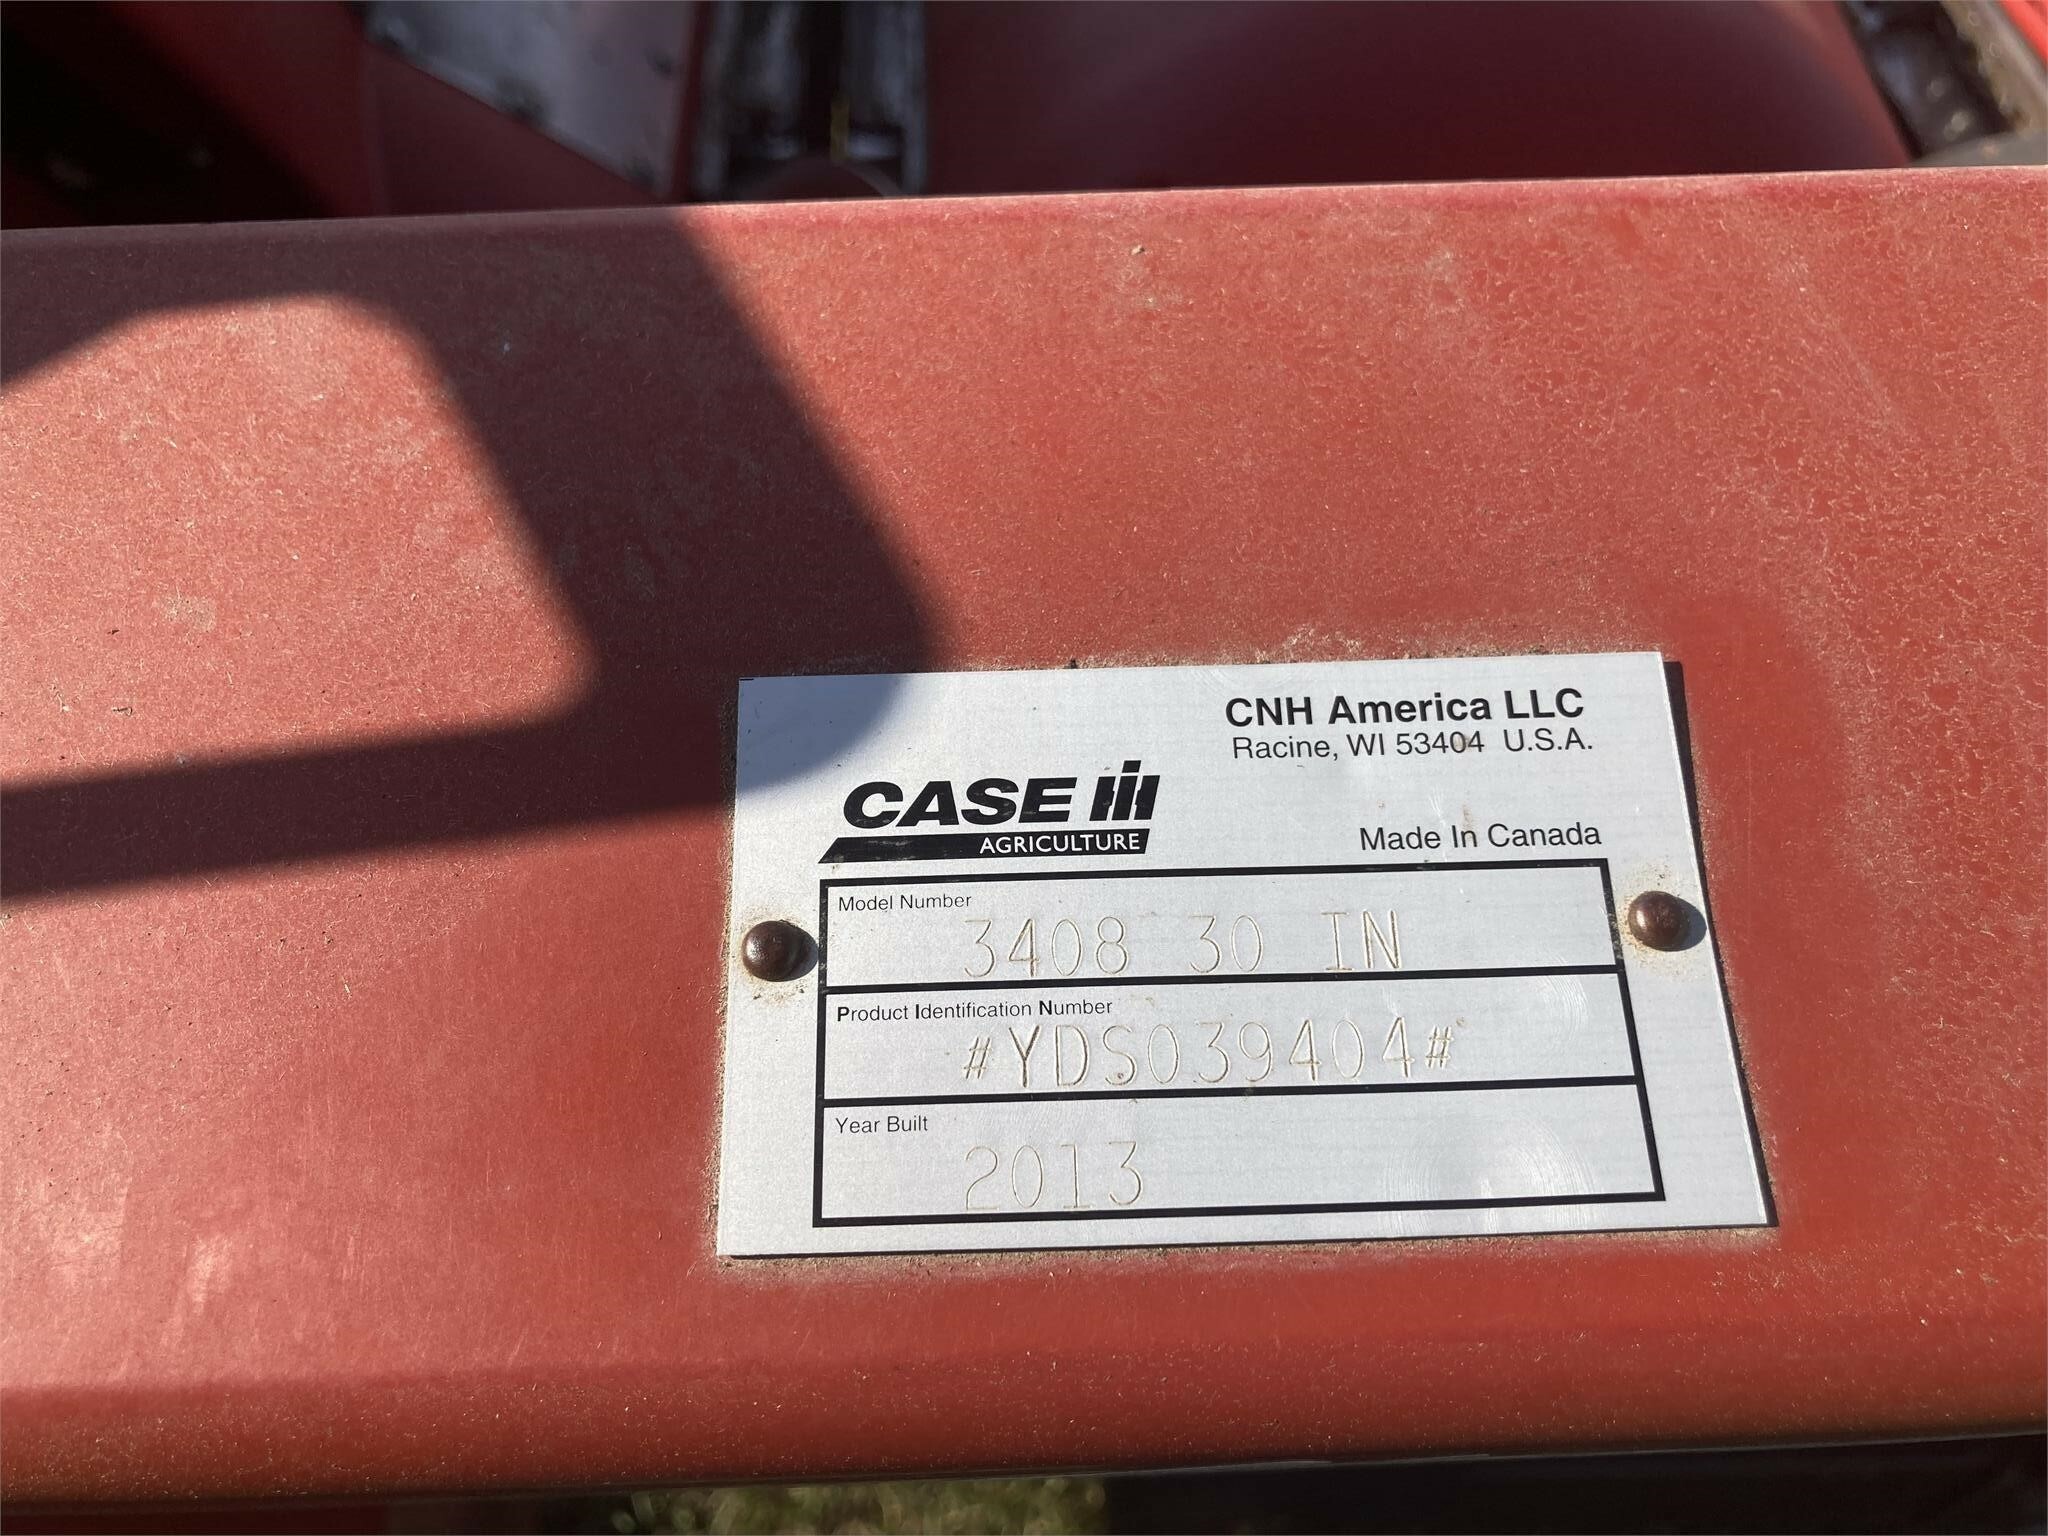 CNH America LLC
Racine, WI 53404 U.S.A.
CASE IH
AGRICULTURE
Made In Canada
Model Number
3408 30 IN
Product Identification Number
#YDS039404#
Year Built
2013